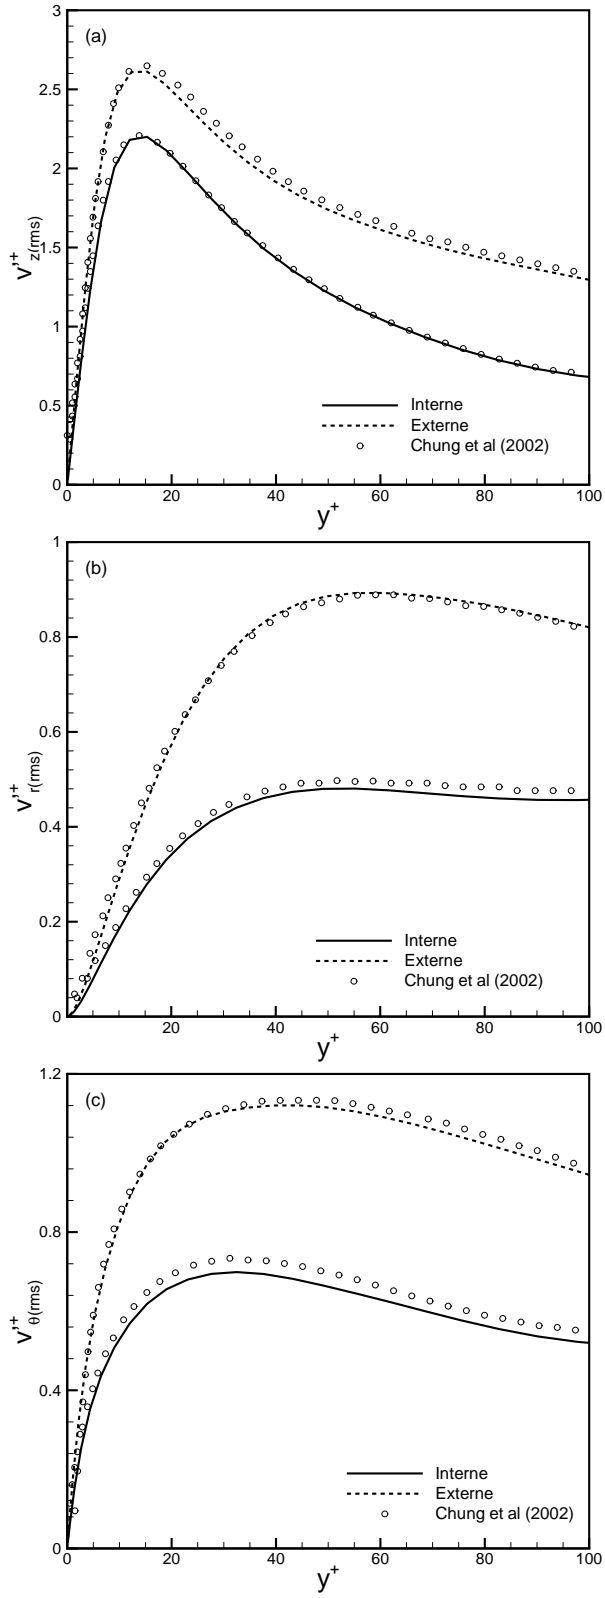 (a)
3
2.5
2
1.5
1
0.5
0
v'+z(rms)
Interne
Externe
Chung et al (2002)
0 20 40 60 80 100
y+
(b)
1
0.8
0.6
0.4
0.2
0
v'+r(rms)
Interne
Externe
Chung et al (2002)
0 20 40 60 80 100
y+
(c)
1.2
0.8
0.4
0
v'+θ(rms)
Interne
Externe
Chung et al (2002)
0 20 40 60 80 100
y+